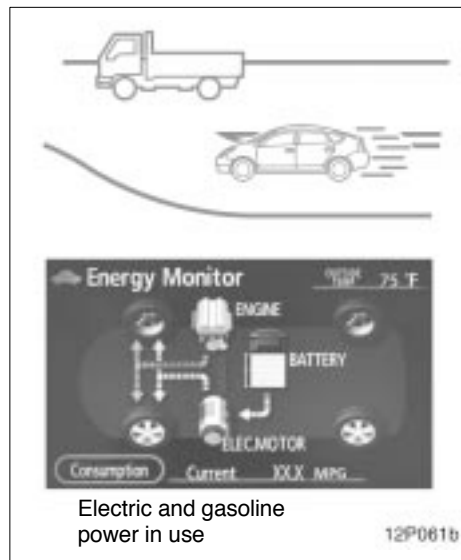 Energy Monitor
OUTSIDE
TEMP 75 °F
ENGINE
BATTERY
ELEC.MOTOR
Consumption Current XX.X MPG
Electric and gasoline
power in use
12P061b